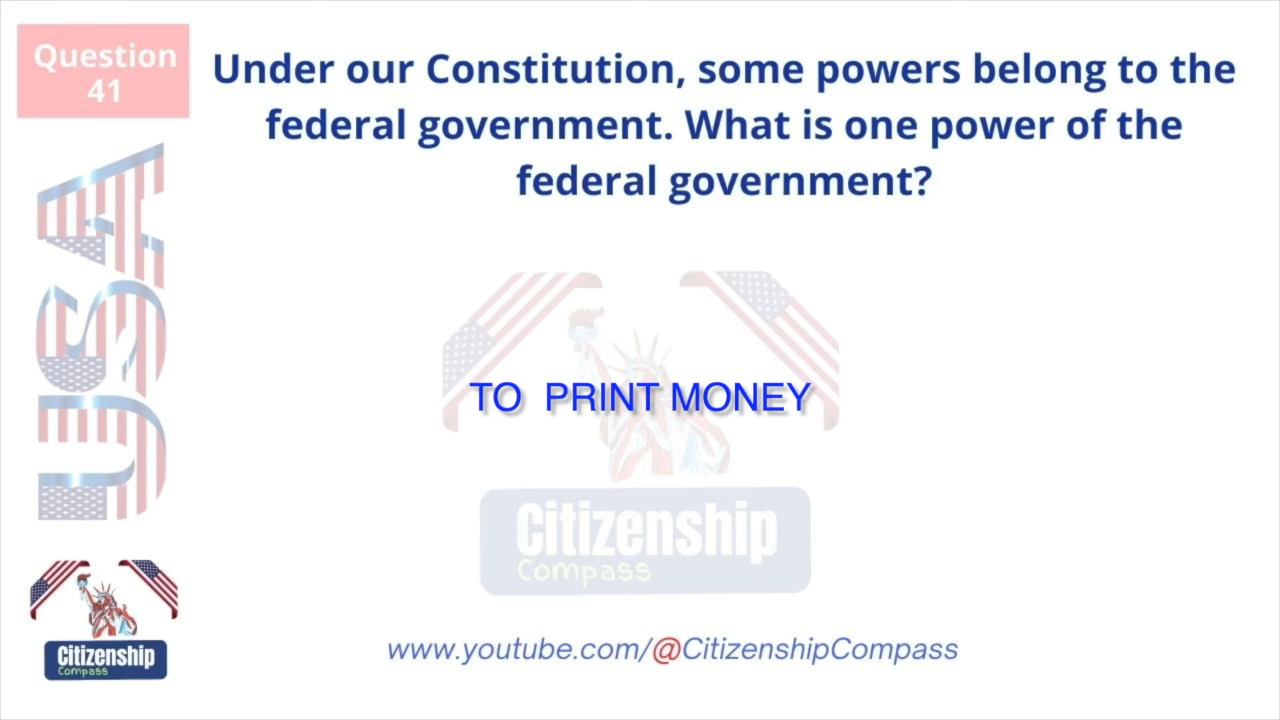 Question
41
Under our Constitution, some powers belong to the
federal government. What is one power of the
federal government?
USA
TO PRINT MONEY
Citizenship
Compass
Citizenship
Compass
www.youtube.com/@CitizenshipCompass